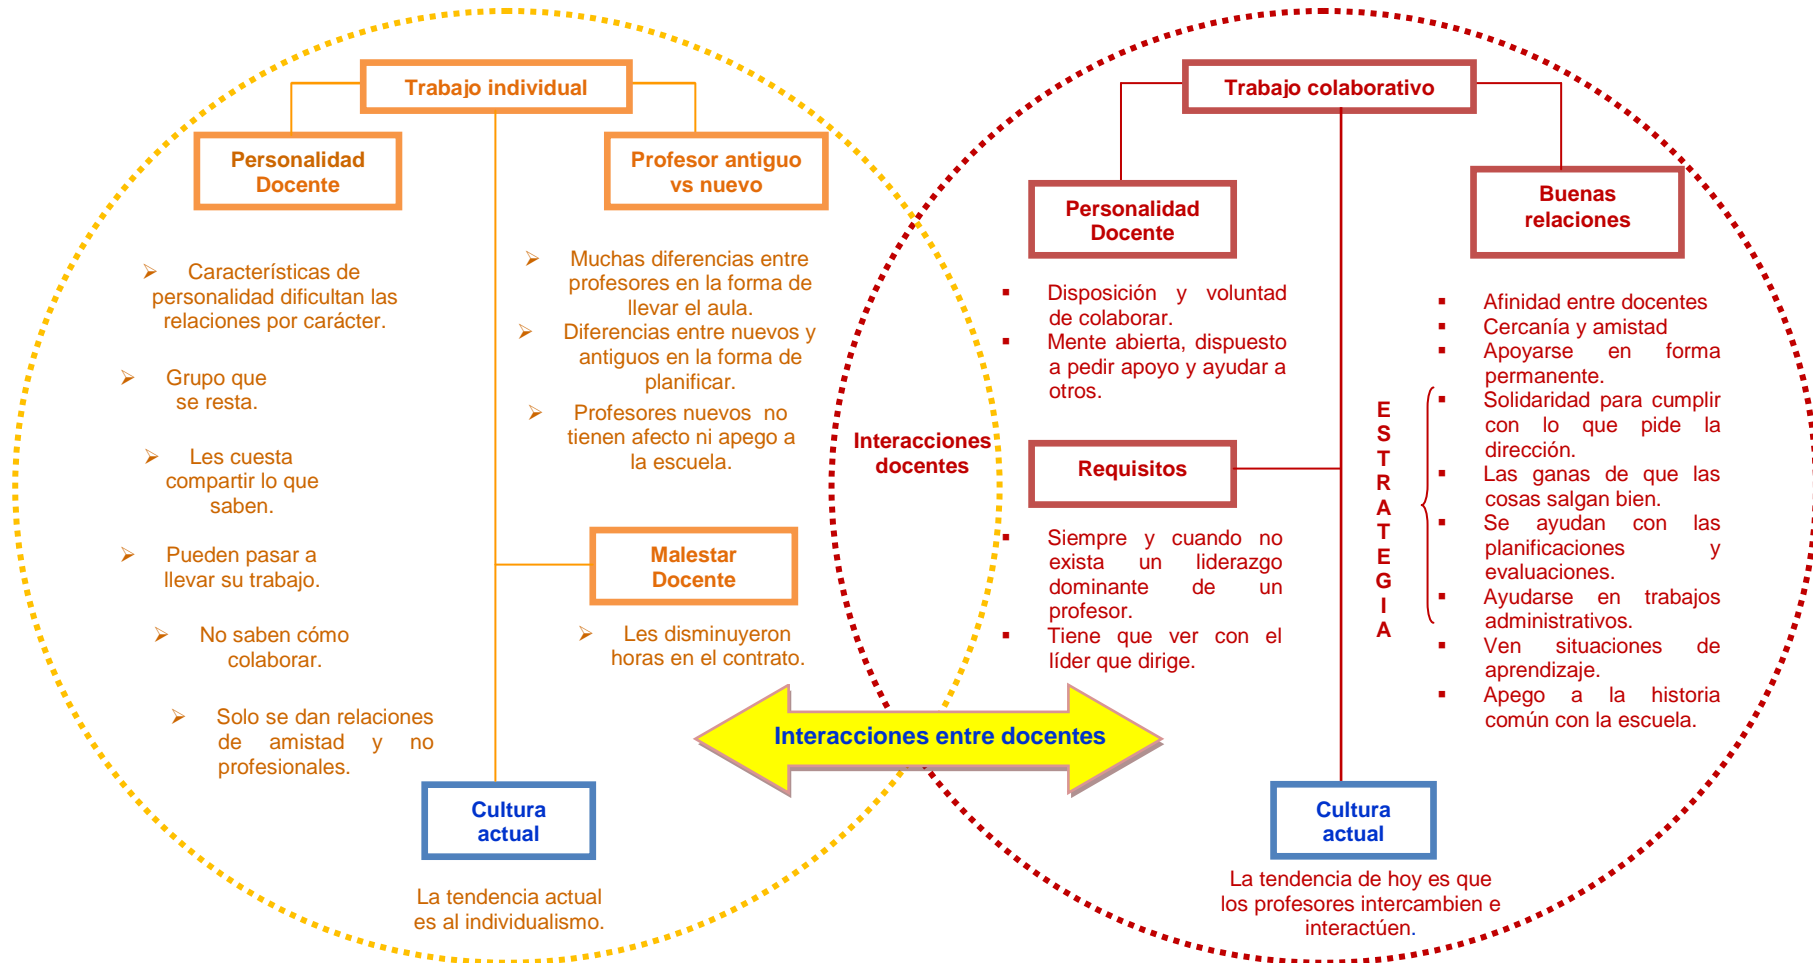 Trabajo individual
Personalidad
Docente
Profesor antiguo
vs nuevo
➢ Características de
personalidad dificultan las
relaciones por carácter.
➢ Grupo que
se resta.
➢ Les cuesta
compartir lo que
saben.
➢ Pueden pasar a
llevar su trabajo.
➢ No saben cómo
colaborar.
➢ Solo se dan relaciones
de amistad y no
profesionales.
➢ Muchas diferencias entre
profesores en la forma de
llevar el aula.
➢ Diferencias entre nuevos y
antiguos en la forma de
planificar.
➢ Profesores nuevos no
tienen afecto ni apego a
la escuela.
Malestar
Docente
➢ Les disminuyeron
horas en el contrato.
Cultura
actual
La tendencia actual
es al individualismo.
Interacciones
docentes
Interacciones entre docentes
Trabajo colaborativo
Personalidad
Docente
▪ Disposición y voluntad
de colaborar.
▪ Mente abierta, dispuesto
a pedir apoyo y ayudar a
otros.
Requisitos
▪ Siempre y cuando no
exista un liderazgo
dominante de un
profesor.
▪ Tiene que ver con el
líder que dirige.
Buenas
relaciones
E
S
T
R
A
T
E
G
I
A
▪ Afinidad entre docentes
▪ Cercanía y amistad
▪ Apoyarse en forma
permanente.
▪ Solidaridad para cumplir
con lo que pide la
dirección.
▪ Las ganas de que las
cosas salgan bien.
▪ Se ayudan con las
planificaciones y
evaluaciones.
▪ Ayudarse en trabajos
administrativos.
▪ Ven situaciones de
aprendizaje.
▪ Apego a la historia
común con la escuela.
Cultura
actual
La tendencia de hoy es que
los profesores intercambien e
interactúen.